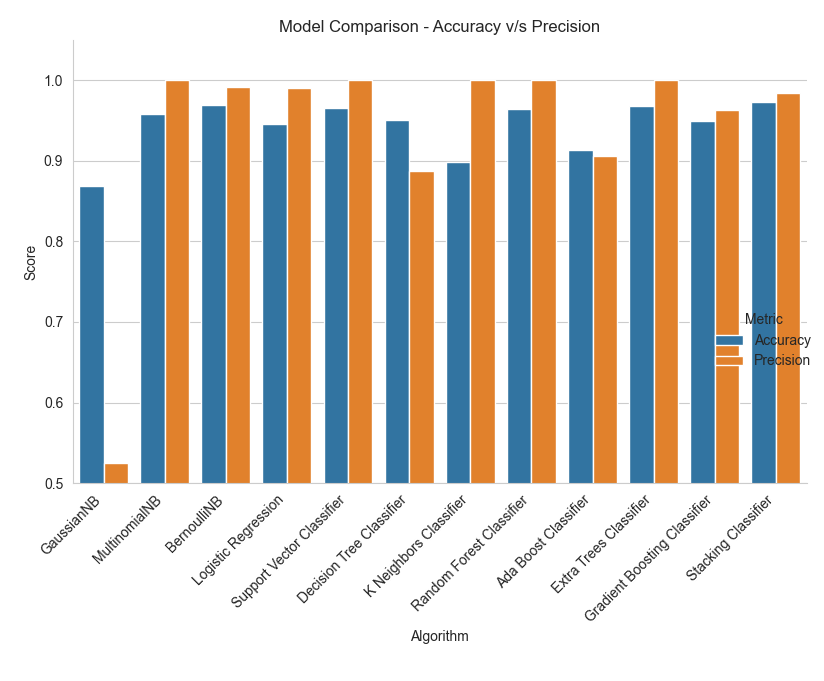 Model Comparison - Accuracy v/s Precision
Score
1.0
0.9
0.8
0.7
0.6
0.5
Metric
Accuracy
Precision
GaussianNB
MultinomialNB
BernoulliNB
Logistic Regression
Support Vector Classifier
Decision Tree Classifier
K Neighbors Classifier
Random Forest Classifier
Ada Boost Classifier
Extra Trees Classifier
Gradient Boosting Classifier
Stacking Classifier
Algorithm